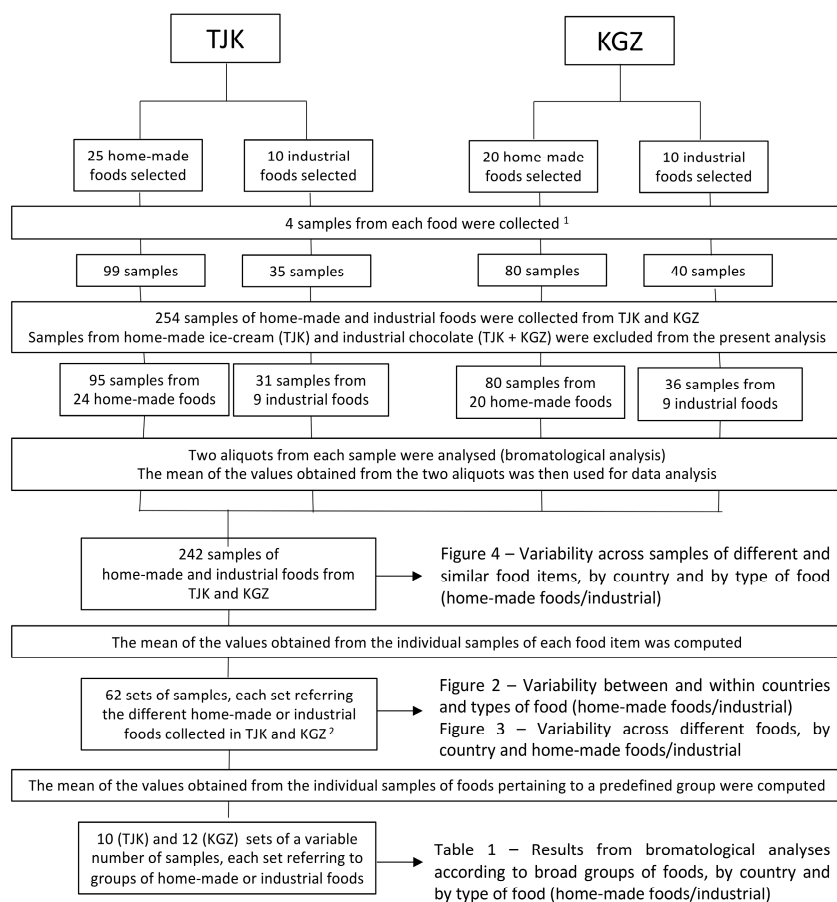 TJK
KGZ
25 home-made
foods selected
10 industrial
foods selected
20 home-made
foods selected
10 industrial
foods selected
4 samples from each food were collected 1
99 samples
35 samples
80 samples
40 samples
254 samples of home-made and industrial foods were collected from TJK and KGZ
Samples from home-made ice-cream (TJK) and industrial chocolate (TJK + KGZ) were excluded from the present analysis
95 samples from
24 home-made foods
31 samples from
9 industrial foods
80 samples from
20 home-made foods
36 samples from
9 industrial foods
Two aliquots from each sample were analysed (bromatological analysis)
The mean of the values obtained from the two aliquots was then used for data analysis
242 samples of
home-made and industrial foods from
TJK and KGZ
Figure 4 – Variability across samples of different and
similar food items, by country and by type of food
(home-made foods/industrial)
The mean of the values obtained from the individual samples of each food item was computed
62 sets of samples, each set referring
the different home-made or industrial
foods collected in TJK and KGZ 2
Figure 2 – Variability between and within countries
and types of food (home-made foods/industrial)
Figure 3 – Variability across different foods, by
country and home-made foods/industrial
The mean of the values obtained from the individual samples of foods pertaining to a predefined group were computed
10 (TJK) and 12 (KGZ) sets of a variable
number of samples, each set referring to
groups of home-made or industrial foods
Table 1 – Results from bromatological analyses
according to broad groups of foods, by country and
by type of food (home-made foods/industrial)